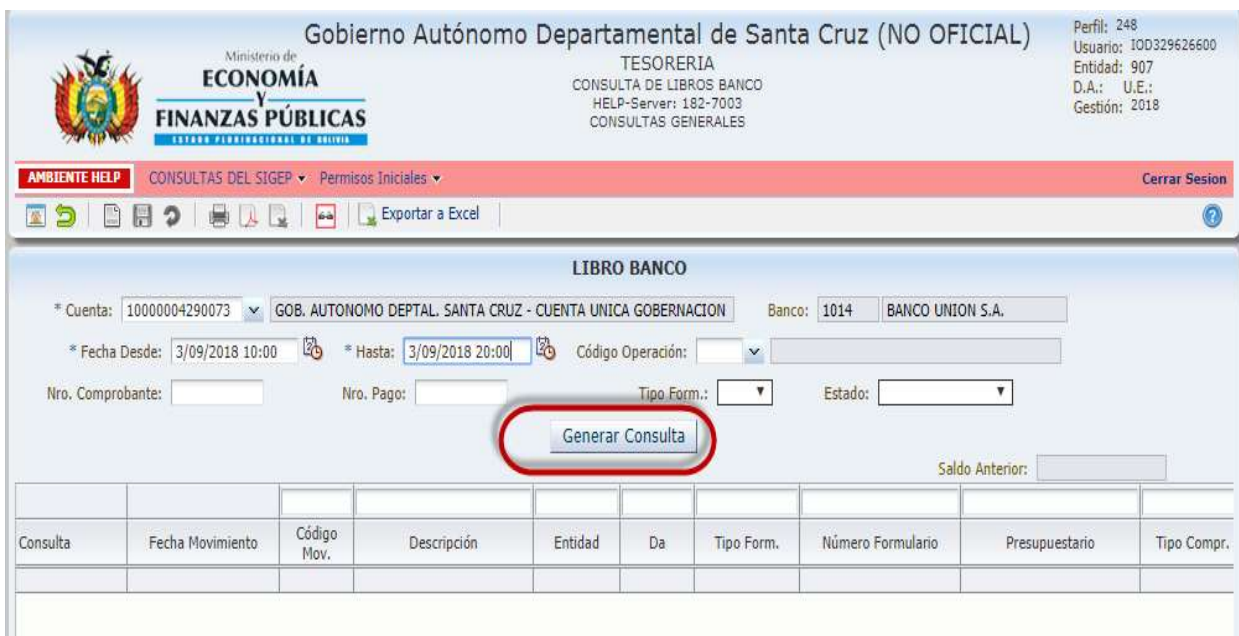 Gobierno Autónomo Departamental de Santa Cruz (NO OFICIAL)
Ministerio de
ECONOMÍA
Y
FINANZAS PÚBLICAS
ESTADO PLURINACIONAL DE BOLIVIA
TESORERIA
CONSULTA DE LIBROS BANCO
HELP-Server: 182-7003
CONSULTAS GENERALES
Perfil: 248
Usuario: IOD329626600
Entidad: 907
D.A.: U.E.:
Gestión: 2018
AMBIENTE HELP CONSULTAS DEL SIGEP Permisos Iniciales Cerrar Sesion
Exportar a Excel
LIBRO BANCO
* Cuenta: 10000004290073 GOB. AUTONOMO DEPTAL. SANTA CRUZ - CUENTA UNICA GOBERNACION Banco: 1014 BANCO UNION S.A.
* Fecha Desde: 3/09/2018 10:00 * Hasta: 3/09/2018 20:00 Código Operación:
Nro. Comprobante: Nro. Pago: Tipo Form.: Estado:
Generar Consulta
Saldo Anterior:
Consulta Fecha Movimiento Código Mov. Descripción Entidad Da Tipo Form. Número Formulario Presupuestario Tipo Compr.